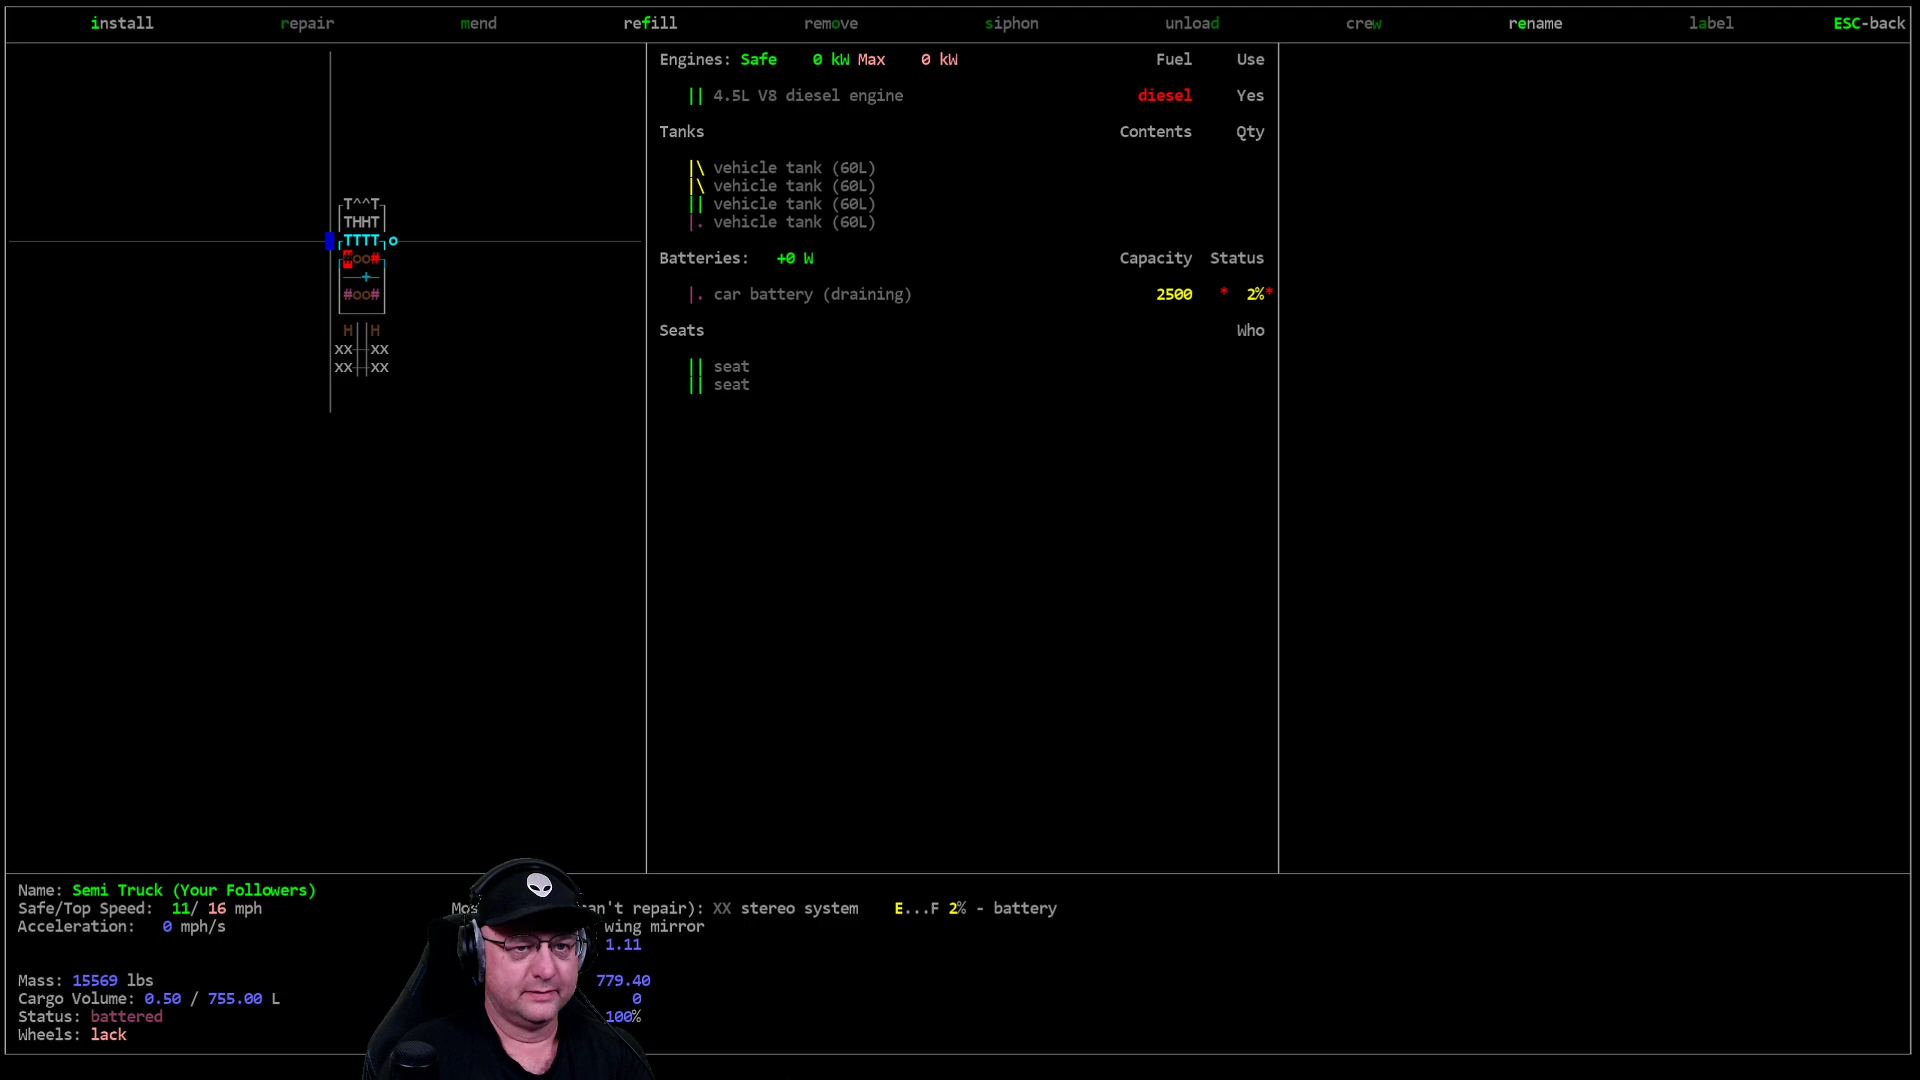 install repair mend refill remove siphon unload crew rename label ESC-back
Engines: Safe 0 kW Max 0 kW Fuel Use
|| 4.5L V8 diesel engine diesel Yes
Tanks Contents Qty
|\ vehicle tank (60L)
|\ vehicle tank (60L)
|| vehicle tank (60L)
|. vehicle tank (60L)
Batteries: +0 W Capacity Status
|. car battery (draining) 2500 * 2%*
Seats Who
|| seat
|| seat
T^^T
THHT
TTTT o
#oo#
+
#oo#
H H
XX XX
XX XX
Name: Semi Truck (Your Followers)
Safe/Top Speed: 11/ 16 mph
Acceleration: 0 mph/s
Mass: 15569 lbs
Cargo Volume: 0.50 / 755.00 L
Status: battered
Wheels: lack
can't repair): XX stereo system
wing mirror
1.11
779.40
0
100%
E...F 2% - battery